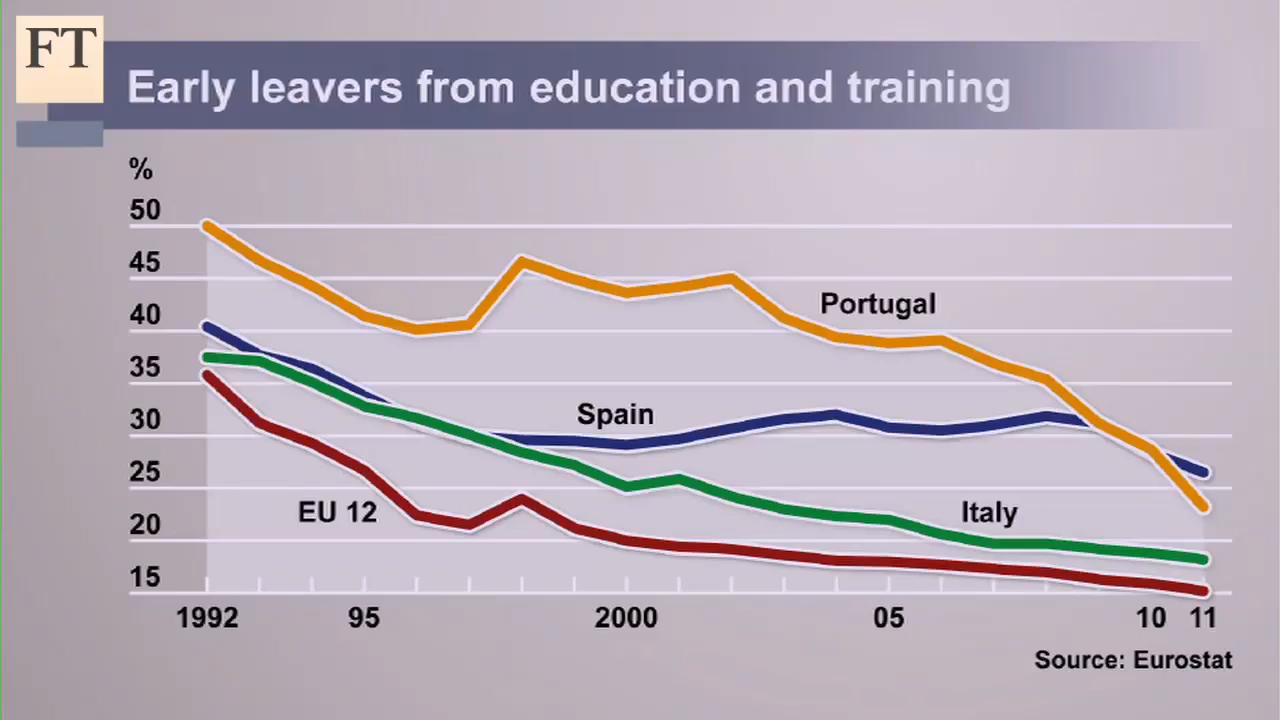 FT
Early leavers from education and training
%
50
45
40
35
30
25
20
15
Portugal
Spain
EU 12
Italy
1992 95 2000 05 10 11
Source: Eurostat